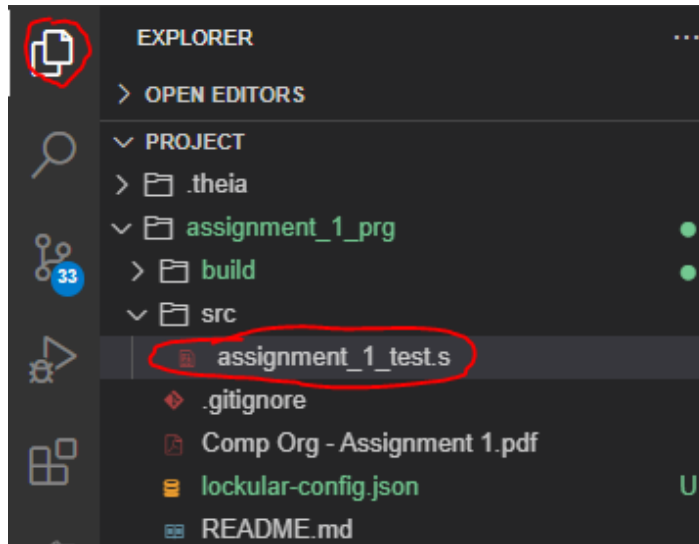 EXPLORER ...
OPEN EDITORS
PROJECT
.theia
assignment_1_prg
build
33
src
assignment_1_test.s
.gitignore
Comp Org - Assignment 1.pdf
lockular-config.json U
README.md